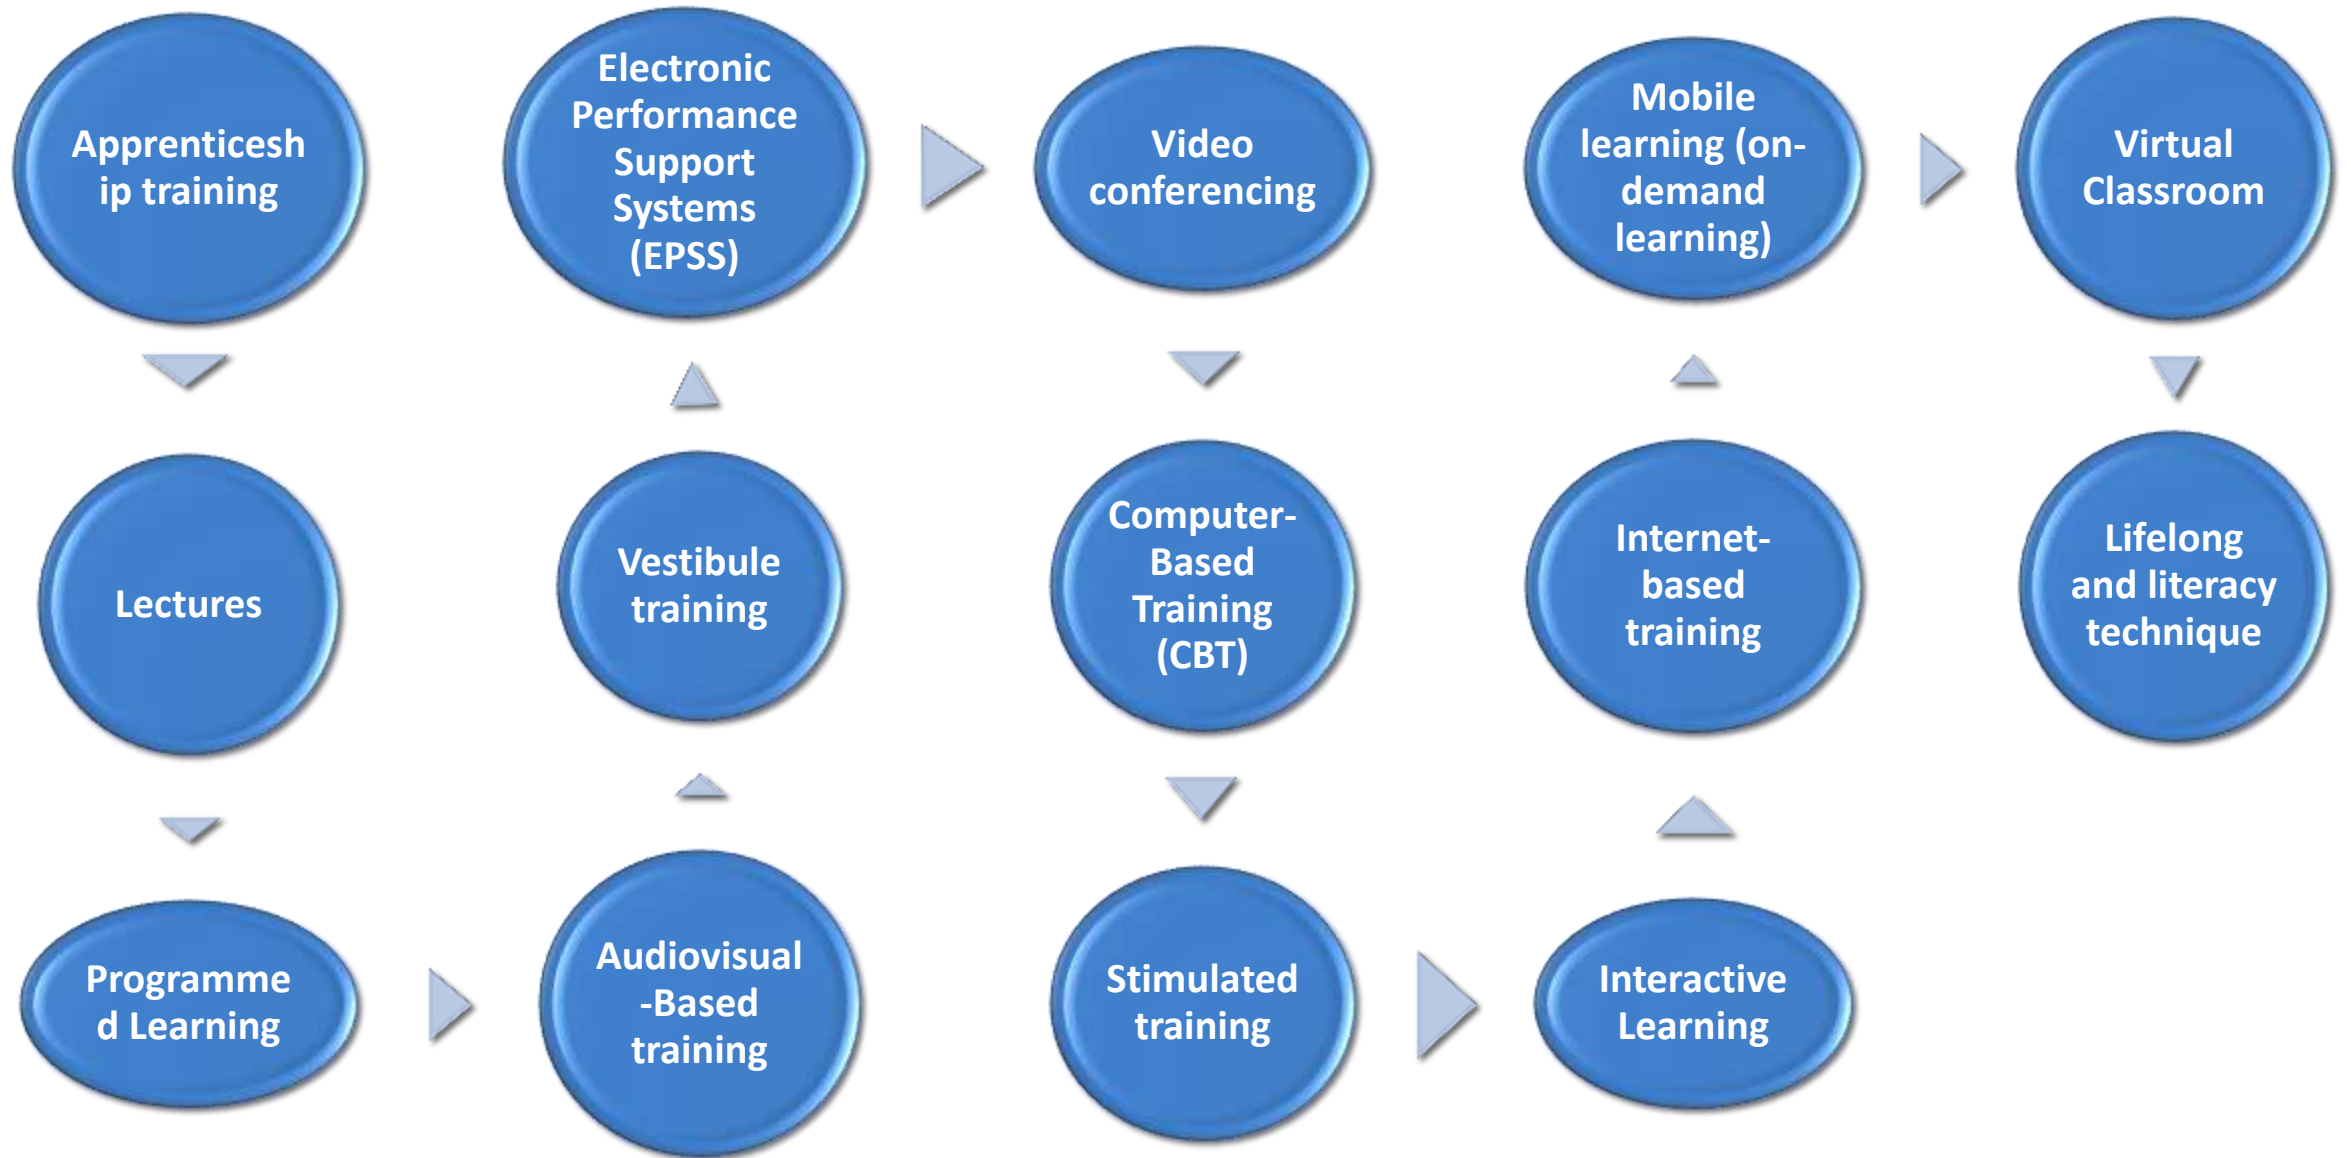 Apprenticesh
ip training
Lectures
Programme
d Learning
Audiovisual
-Based
training
Vestibule
training
Electronic
Performance
Support
Systems
(EPSS)
Video
conferencing
Computer-
Based
Training
(CBT)
Stimulated
training
Interactive
Learning
Internet-
based
training
Mobile
learning (on-
demand
learning)
Virtual
Classroom
Lifelong
and literacy
technique